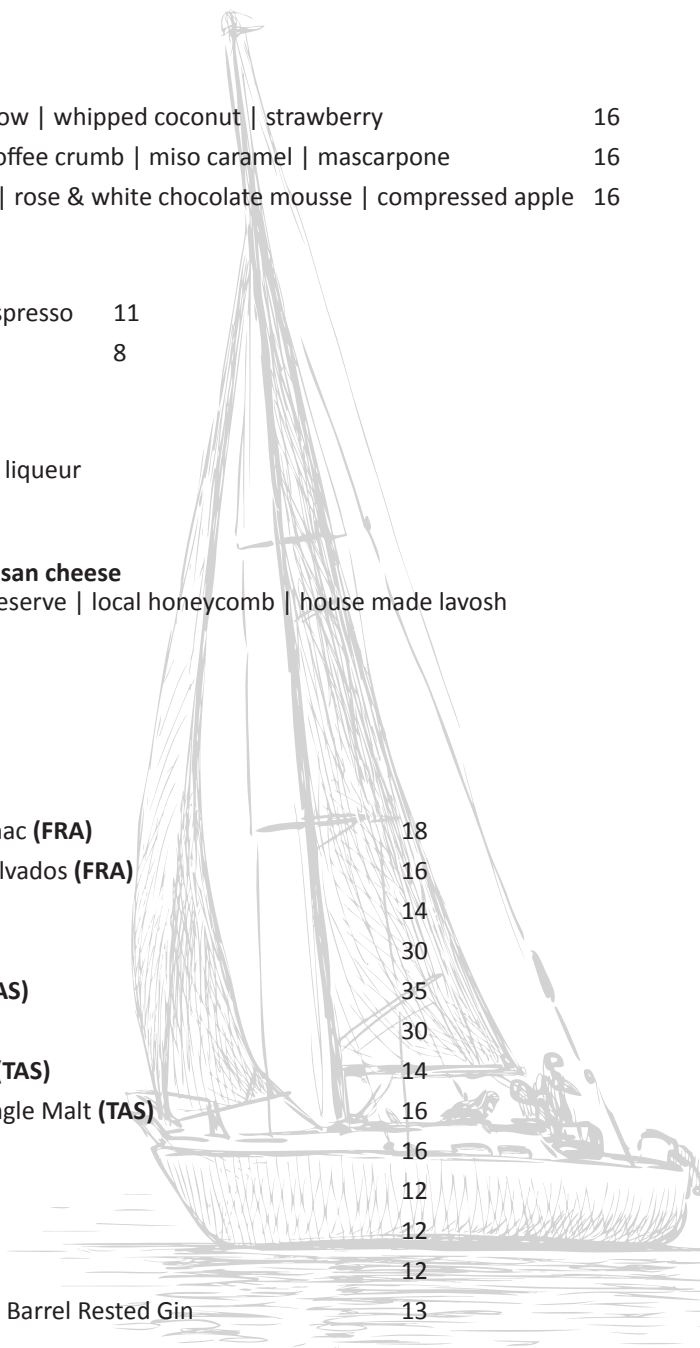 ow | whipped coconut | strawberry 16
offee crumb | miso caramel | mascarpone 16
| rose & white chocolate mousse | compressed apple 16
spresso 11
8
liqueur
san cheese
eserve | local honeycomb | house made lavosh
ac (FRA) 18
lvados (FRA) 16
14
30
AS) 35
30
(TAS) 14
gle Malt (TAS) 16
16
12
12
12
Barrel Rested Gin 13